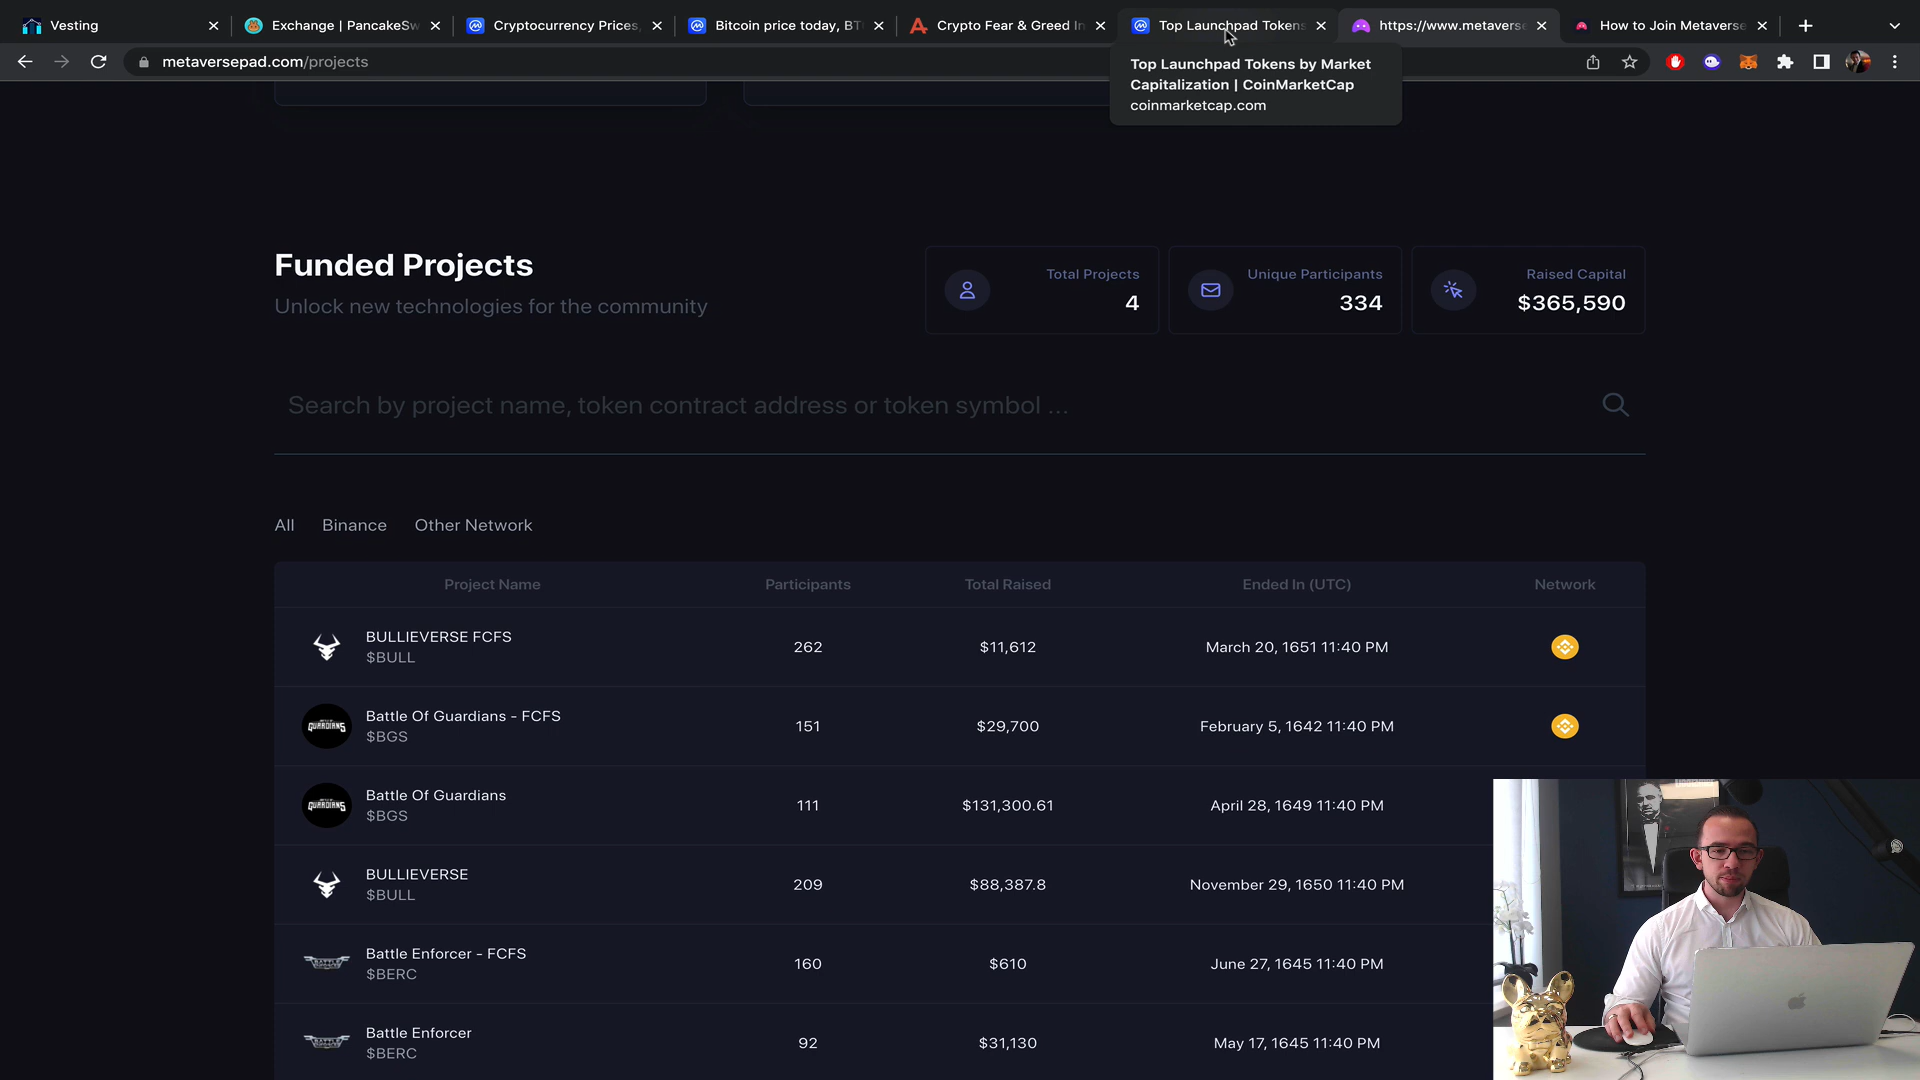 Vesting
Exchange | PancakeSw
Cryptocurrency Prices,
Bitcoin price today, BT
Crypto Fear & Greed In
Top Launchpad Tokens
https://www.metaverse
How to Join Metaverse
metaversepad.com/projects
Top Launchpad Tokens by Market
Capitalization | CoinMarketCap
coinmarketcap.com
Funded Projects
Unlock new technologies for the community
Total Projects
4
Unique Participants
334
Raised Capital
$365,590
Search by project name, token contract address or token symbol ...
All Binance Other Network
Project Name Participants Total Raised Ended In (UTC) Network
BULLIEVERSE FCFS
$BULL
262 $11,612 March 20, 1651 11:40 PM
Battle Of Guardians - FCFS
$BGS
151 $29,700 February 5, 1642 11:40 PM
Battle Of Guardians
$BGS
111 $131,300.61 April 28, 1649 11:40 PM
BULLIEVERSE
$BULL
209 $88,387.8 November 29, 1650 11:40 PM
Battle Enforcer - FCFS
$BERC
160 $610 June 27, 1645 11:40 PM
Battle Enforcer
$BERC
92 $31,130 May 17, 1645 11:40 PM